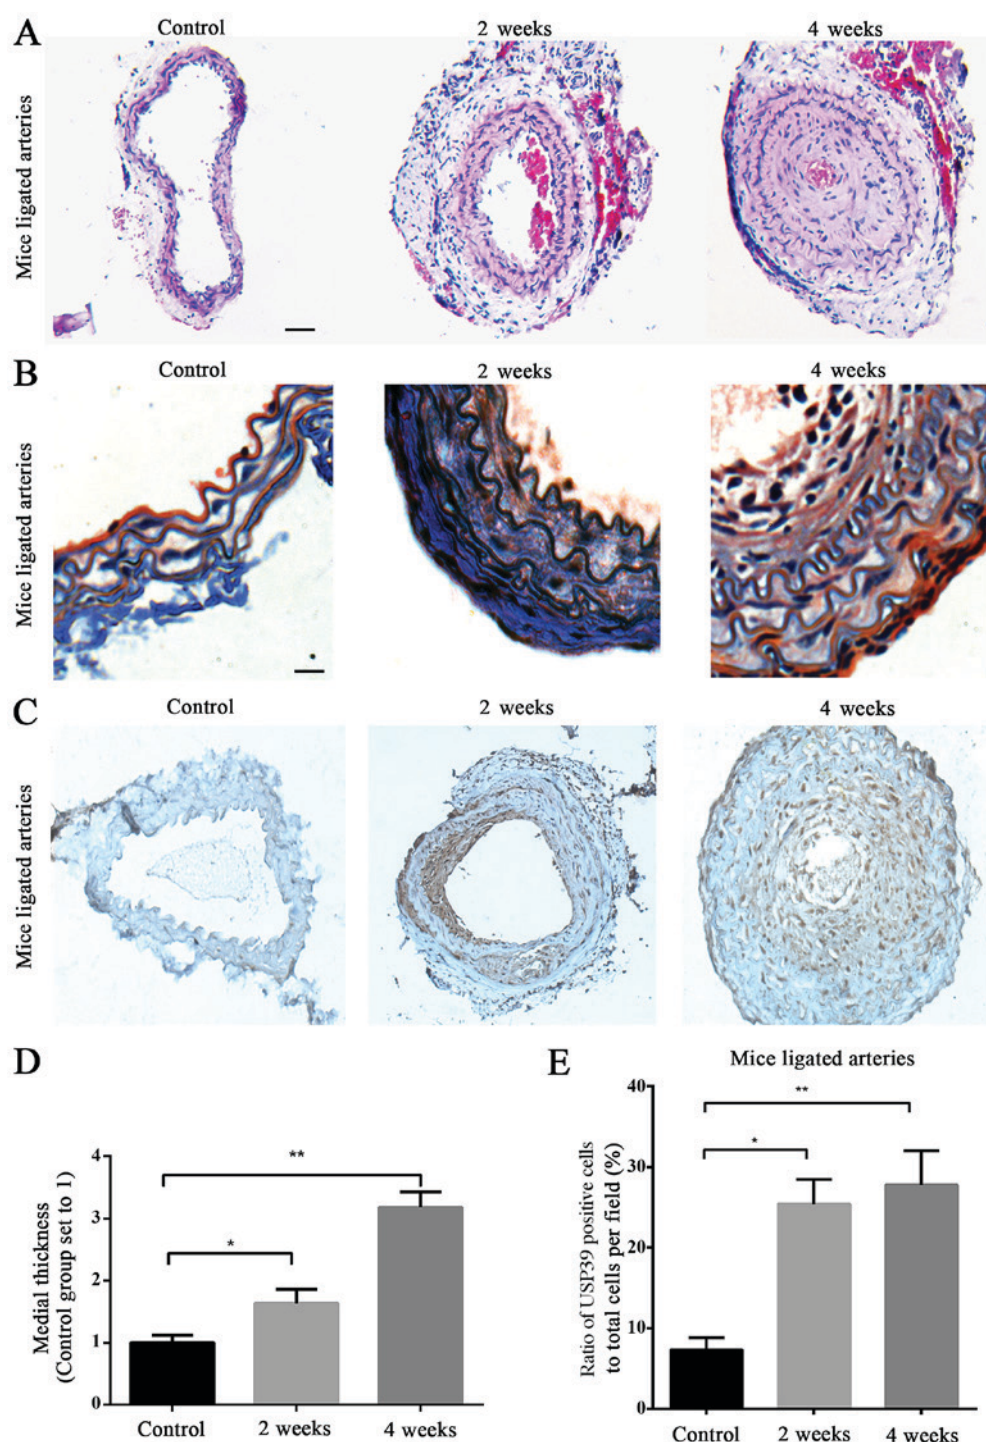 A
Control
2 weeks
4 weeks
Mice ligated arteries
B
Control
2 weeks
4 weeks
Mice ligated arteries
C
Control
2 weeks
4 weeks
Mice ligated arteries
D
Medial thickness
(Control group set to 1)
4
3
2
1
0
*
**
Control
2 weeks
4 weeks
E
Mice ligated arteries
Ratio of USP39 positive cells
to total cells per field (%)
40
30
20
10
0
*
**
Control
2 weeks
4 weeks